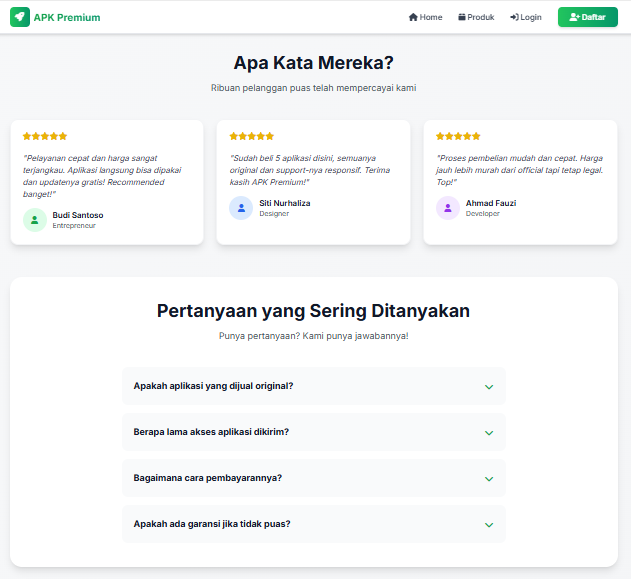 APK Premium
Home
Produk
Login
Daftar
Apa Kata Mereka?
Ribuan pelanggan puas telah mempercayai kami
"Pelayanan cepat dan harga sangat
terjangkau. Aplikasi langsung bisa dipakai
dan updatenya gratis! Recommended
banget!"
Budi Santoso
Entrepreneur
"Sudah beli 5 aplikasi disini, semuanya
original dan support-nya responsif. Terima
kasih APK Premium!"
Siti Nurhaliza
Designer
"Proses pembelian mudah dan cepat. Harga
jauh lebih murah dari official tapi tetap legal.
Top!"
Ahmad Fauzi
Developer
Pertanyaan yang Sering Ditanyakan
Punya pertanyaan? Kami punya jawabannya!
Apakah aplikasi yang dijual original?
Berapa lama akses aplikasi dikirim?
Bagaimana cara pembayarannya?
Apakah ada garansi jika tidak puas?